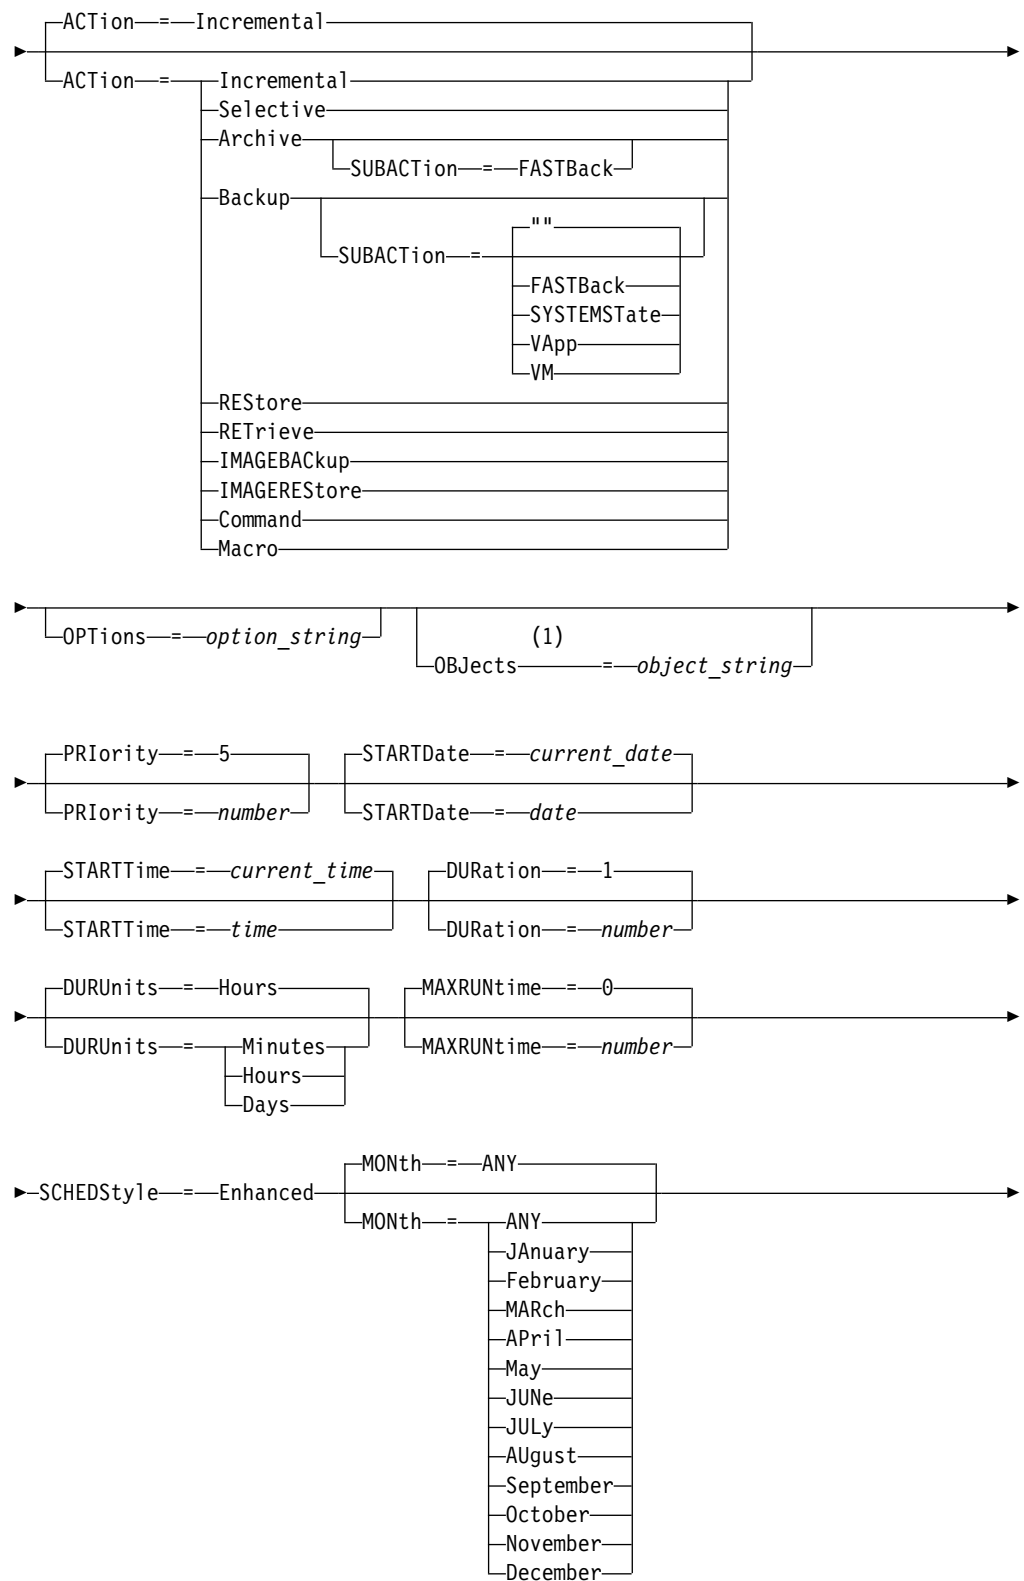 ACTion = Incremental
ACTion = Incremental
Selective
Archive
SUBACTion = FASTBack
Backup
""
SUBACTion =
FASTBack
SYSTEMSTate
VApp
VM
REStore
RETrieve
IMAGEBACkup
IMAGEREStore
Command
Macro
OPTions = option_string
(1)
OBJects = object_string
PRIority = 5
STARTDate = current_date
PRIority = number
STARTDate = date
STARTTime = current_time
DURation = 1
STARTTime = time
DURation = number
DURUnits = Hours
MAXRUNtime = 0
DURUnits = Minutes
MAXRUNtime = number
Hours
Days
MONth = ANY
SCHEDStyle = Enhanced
MONth = ANY
JAnuary
February
MARch
APril
May
JUNe
JULy
AUgust
September
October
November
December